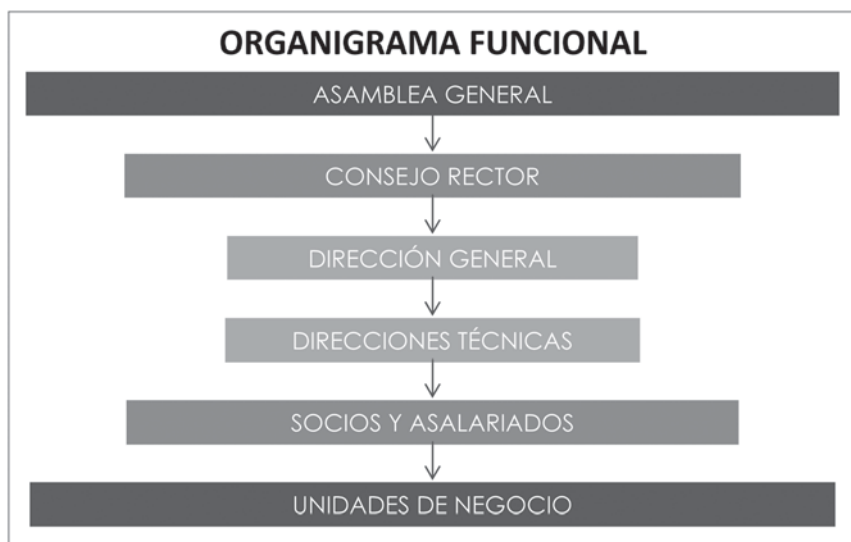 ORGANIGRAMA FUNCIONAL
ASAMBLEA GENERAL
CONSEJO RECTOR
DIRECCIÓN GENERAL
DIRECCIONES TÉCNICAS
SOCIOS Y ASALARIADOS
UNIDADES DE NEGOCIO